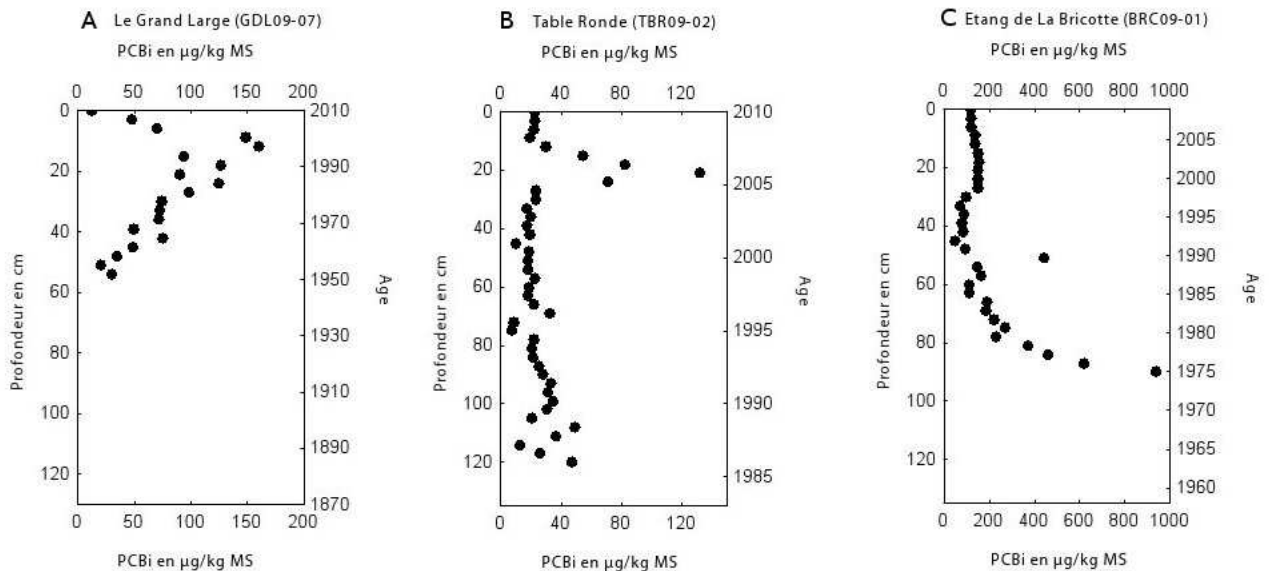 A Le Grand Large (GDL09-07)
PCBi en µg/kg MS
0 50 100 150 200
0
20
40
60
80
100
120
Profondeur en cm
2010
1990
1970
1950
1930
1910
1890
1870
Age
0 50 100 150 200
PCBi en µg/kg MS
B Table Ronde (TBR09-02)
PCBi en µg/kg MS
0 40 80 120
0
20
40
60
80
100
120
Profondeur en cm
2010
2005
2000
1995
1990
1985
Age
0 40 80 120
PCBi en µg/kg MS
C Etang de La Bricotte (BRC09-01)
PCBi en µg/kg MS
0 200 400 600 800 1000
0
20
40
60
80
100
120
Profondeur en cm
2005
2000
1995
1990
1985
1980
1975
1970
1965
1960
Age
0 200 400 600 800 1000
PCBi en µg/kg MS